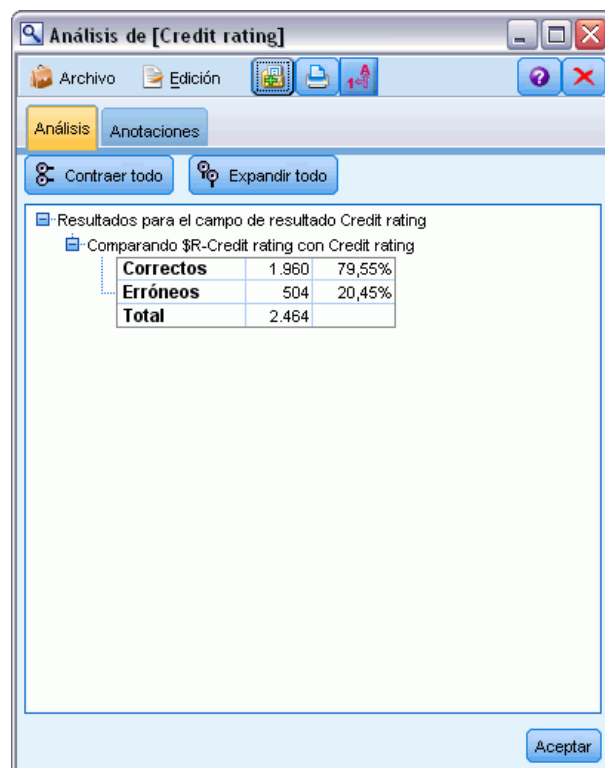 Análisis de [Credit rating]
Archivo Edición
Análisis Anotaciones
Contraer todo Expandir todo
Resultados para el campo de resultado Credit rating
Comparando $R-Credit rating con Credit rating
Correctos 1.960 79,55%
Erróneos 504 20,45%
Total 2.464
Aceptar